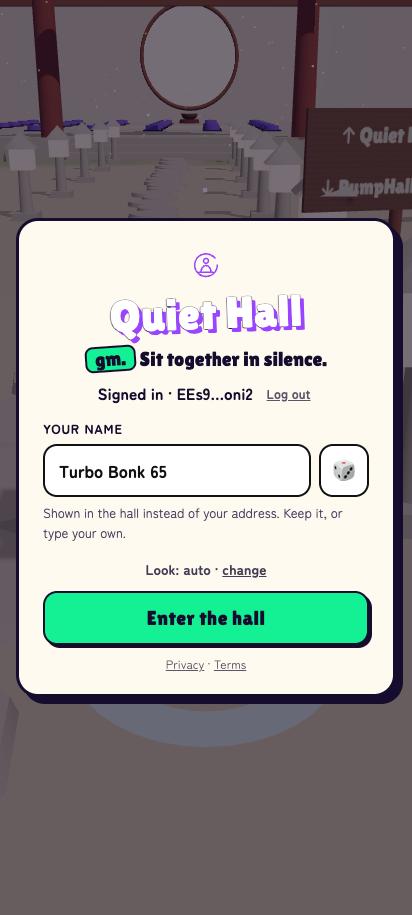 ↑ Quiet H
↓ PumpHall
Quiet Hall
gm. Sit together in silence.
Signed in · EEs9...oni2 Log out
YOUR NAME
Turbo Bonk 65
Shown in the hall instead of your address. Keep it, or
type your own.
Look: auto · change
Enter the hall
Privacy · Terms